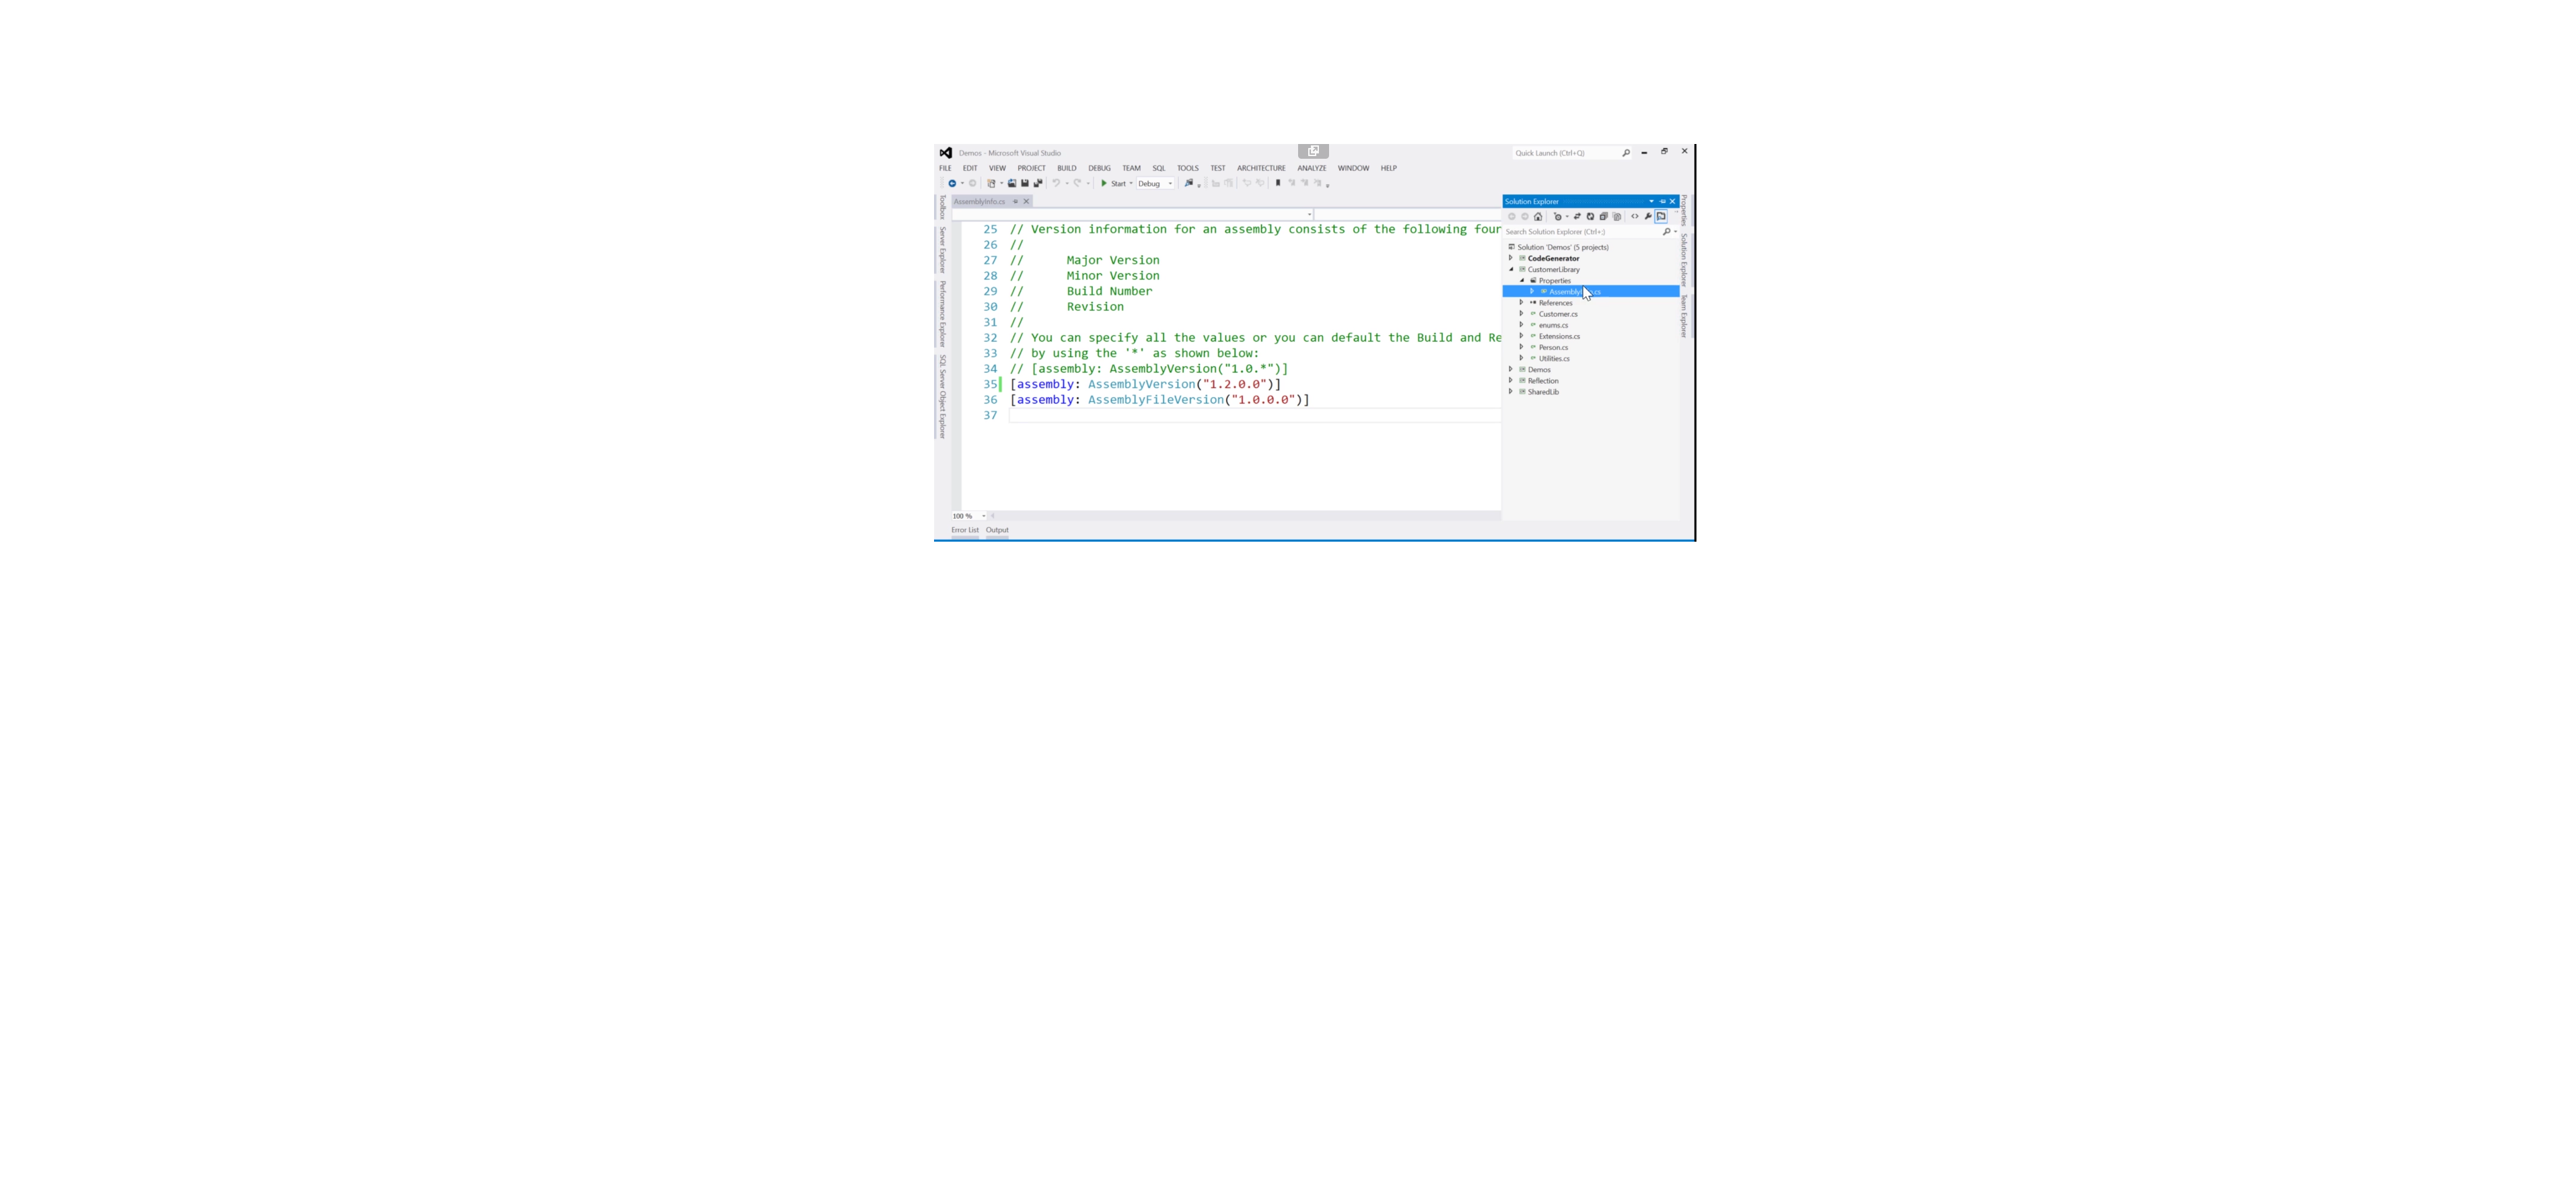 Demos - Microsoft Visual Studio
Quick Launch (Ctrl+Q)
FILE EDIT VIEW PROJECT BUILD DEBUG TEAM SQL TOOLS TEST ARCHITECTURE ANALYZE WINDOW HELP
Start Debug
AssemblyInfo.cs
Toolbox
Server Explorer
Performance Explorer
SQL Server Object Explorer
25 // Version information for an assembly consists of the following four
26 //
27 // Major Version
28 // Minor Version
29 // Build Number
30 // Revision
31 //
32 // You can specify all the values or you can default the Build and Re
33 // by using the '*' as shown below:
34 // [assembly: AssemblyVersion("1.0.*")]
35 [assembly: AssemblyVersion("1.2.0.0")]
36 [assembly: AssemblyFileVersion("1.0.0.0")]
37
100 %
Error List Output
Solution Explorer
Search Solution Explorer (Ctrl+;)
Solution 'Demos' (5 projects)
CodeGenerator
CustomerLibrary
Properties
References
Customer.cs
enums.cs
Extensions.cs
Person.cs
Utilities.cs
Demos
Reflection
SharedLib
Properties
Solution Explorer
Team Explorer